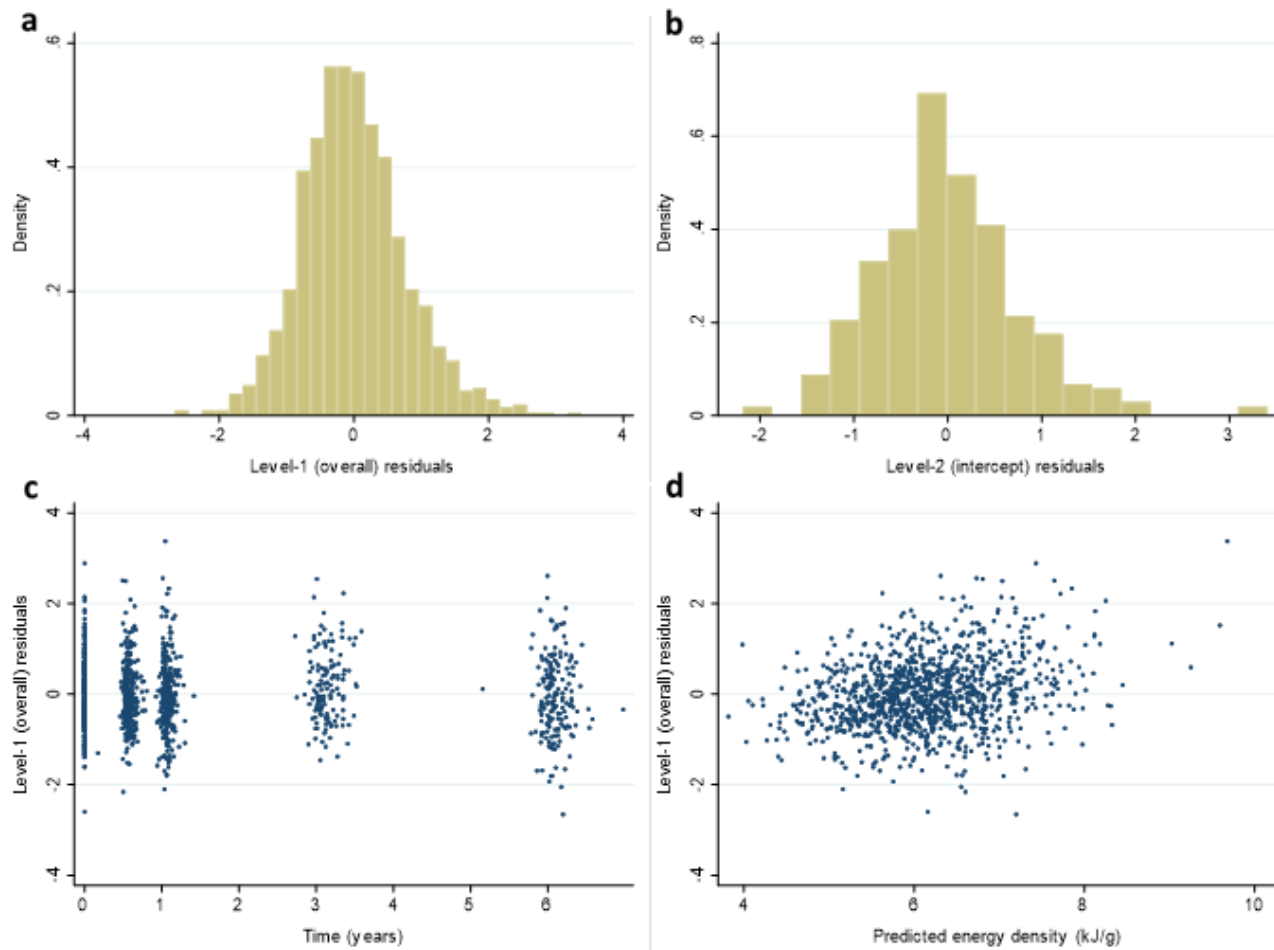 a
.6
.4
.2
0
Density
-4 -2 0 2 4
Level-1 (overall) residuals
b
.8
.6
.4
.2
0
Density
-2 -1 0 1 2 3
Level-2 (intercept) residuals
c
4
2
0
-2
-4
Level-1 (overall) residuals
0 1 2 3 4 5 6
Time (years)
d
4
2
0
-2
-4
Level-1 (overall) residuals
4 6 8 10
Predicted energy density (kJ/g)